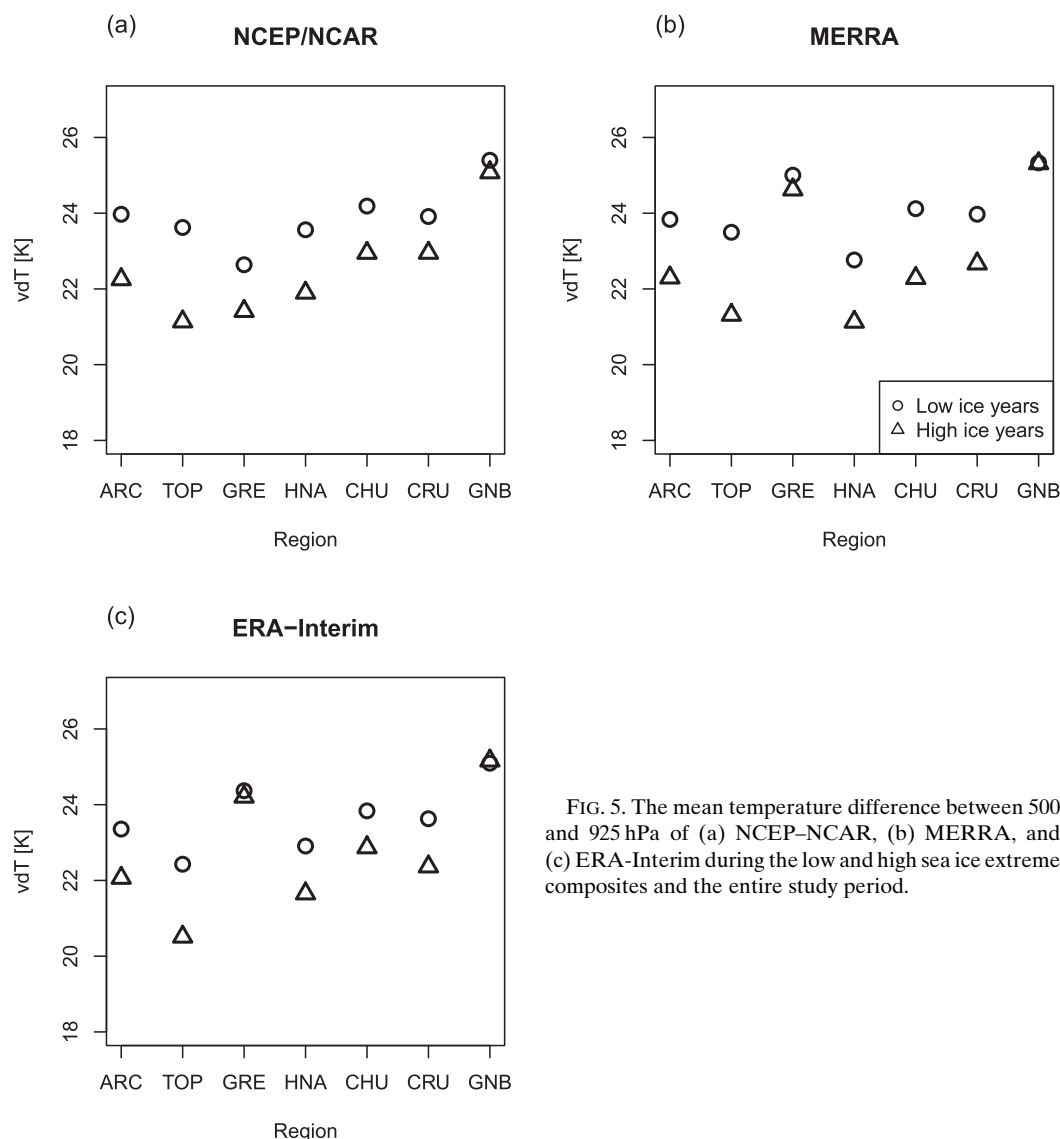 (a)
NCEP/NCAR
vdT [K]
26
24
22
20
18
ARC TOP GRE HNA CHU CRU GNB
Region
(b)
MERRA
vdT [K]
26
24
22
20
18
Low ice years
High ice years
ARC TOP GRE HNA CHU CRU GNB
Region
(c)
ERA−Interim
vdT [K]
26
24
22
20
18
ARC TOP GRE HNA CHU CRU GNB
Region
FIG. 5. The mean temperature difference between 500
and 925 hPa of (a) NCEP–NCAR, (b) MERRA, and
(c) ERA-Interim during the low and high sea ice extreme
composites and the entire study period.